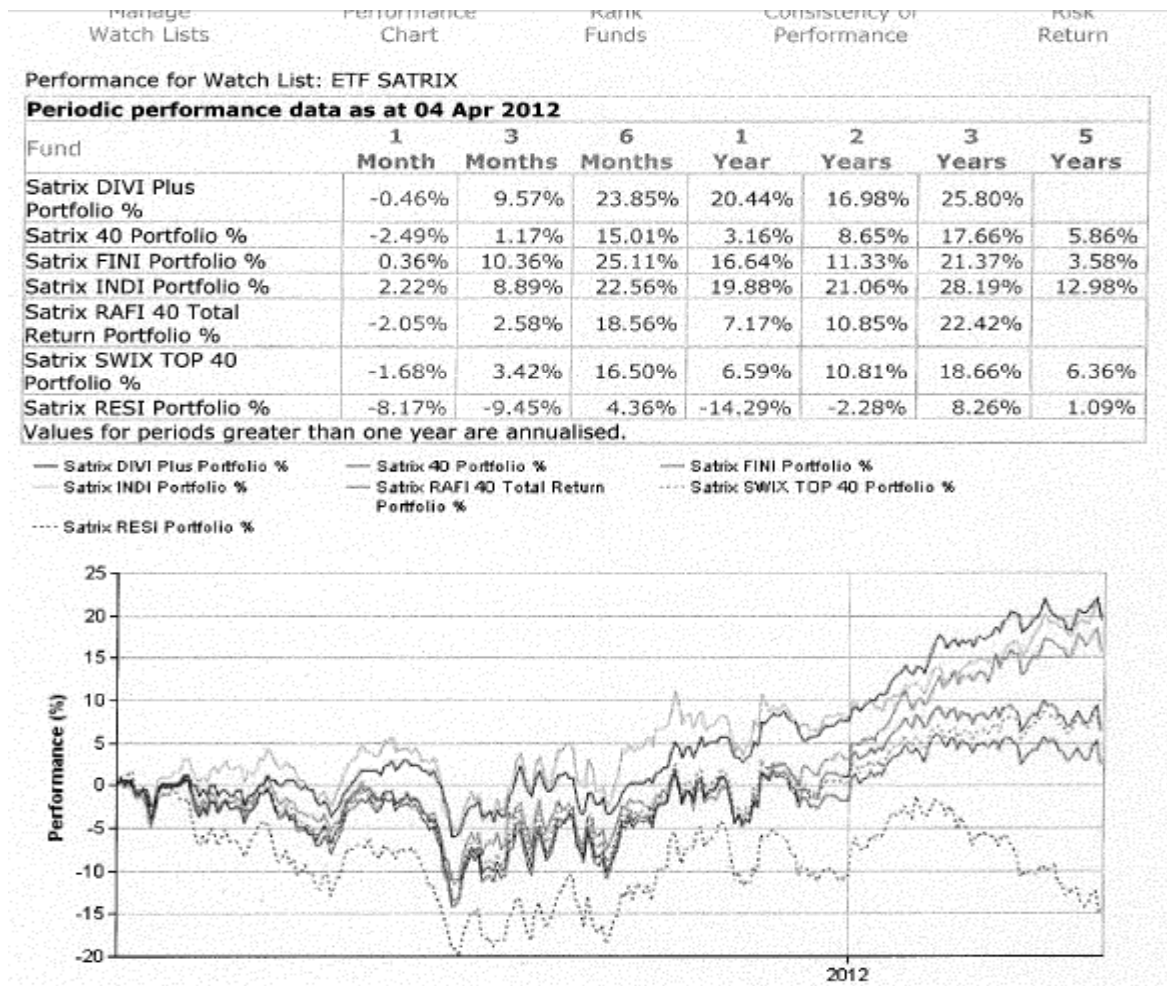 Manage Performance Rank Consistency of Risk
Watch Lists Chart Funds Performance Return
Performance for Watch List: ETF SATRIX
Periodic performance data as at 04 Apr 2012
Fund 1 Month 3 Months 6 Months 1 Year 2 Years 3 Years 5 Years
Satrix DIVI Plus
Portfolio % -0.46% 9.57% 23.85% 20.44% 16.98% 25.80%
Satrix 40 Portfolio % -2.49% 1.17% 15.01% 3.16% 8.65% 17.66% 5.86%
Satrix FINI Portfolio % 0.36% 10.36% 25.11% 16.64% 11.33% 21.37% 3.58%
Satrix INDI Portfolio % 2.22% 8.89% 22.56% 19.88% 21.06% 28.19% 12.98%
Satrix RAFI 40 Total
Return Portfolio % -2.05% 2.58% 18.56% 7.17% 10.85% 22.42%
Satrix SWIX TOP 40
Portfolio % -1.68% 3.42% 16.50% 6.59% 10.81% 18.66% 6.36%
Satrix RESI Portfolio % -8.17% -9.45% 4.36% -14.29% -2.28% 8.26% 1.09%
Values for periods greater than one year are annualised.
Satrix DIVI Plus Portfolio % Satrix 40 Portfolio % Satrix FINI Portfolio %
Satrix INDI Portfolio % Satrix RAFI 40 Total Return Satrix SWIX TOP 40 Portfolio %
Portfolio %
Satrix RESI Portfolio %
25
20
15
10
5
0
-5
-10
-15
-20
Performance (%)
2012